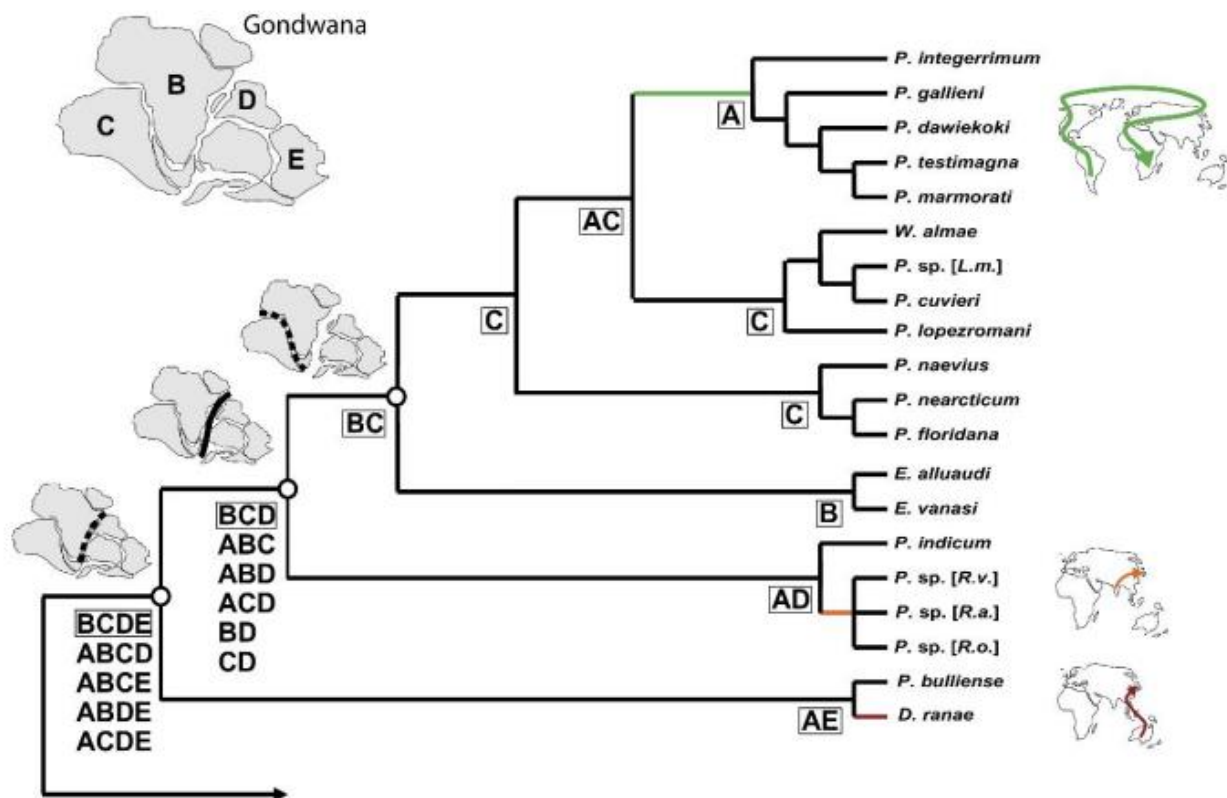 Gondwana
B
C
D
E
P. integerrimum
P. gallieni
A
P. dawiekoki
P. testimagna
P. marmorati
AC
W. almae
P. sp. [L.m.]
P. cuvieri
C
C
P. lopezromani
P. naevius
BC
C
P. nearcticum
P. floridana
E. alluaudi
B
E. vanasi
BCD
ABC
ABD
ACD
BD
CD
P. indicum
AD
P. sp. [R.v.]
P. sp. [R.a.]
P. sp. [R.o.]
BCDE
ABCD
ABCE
ABDE
ACDE
P. bulliense
AE
D. ranae